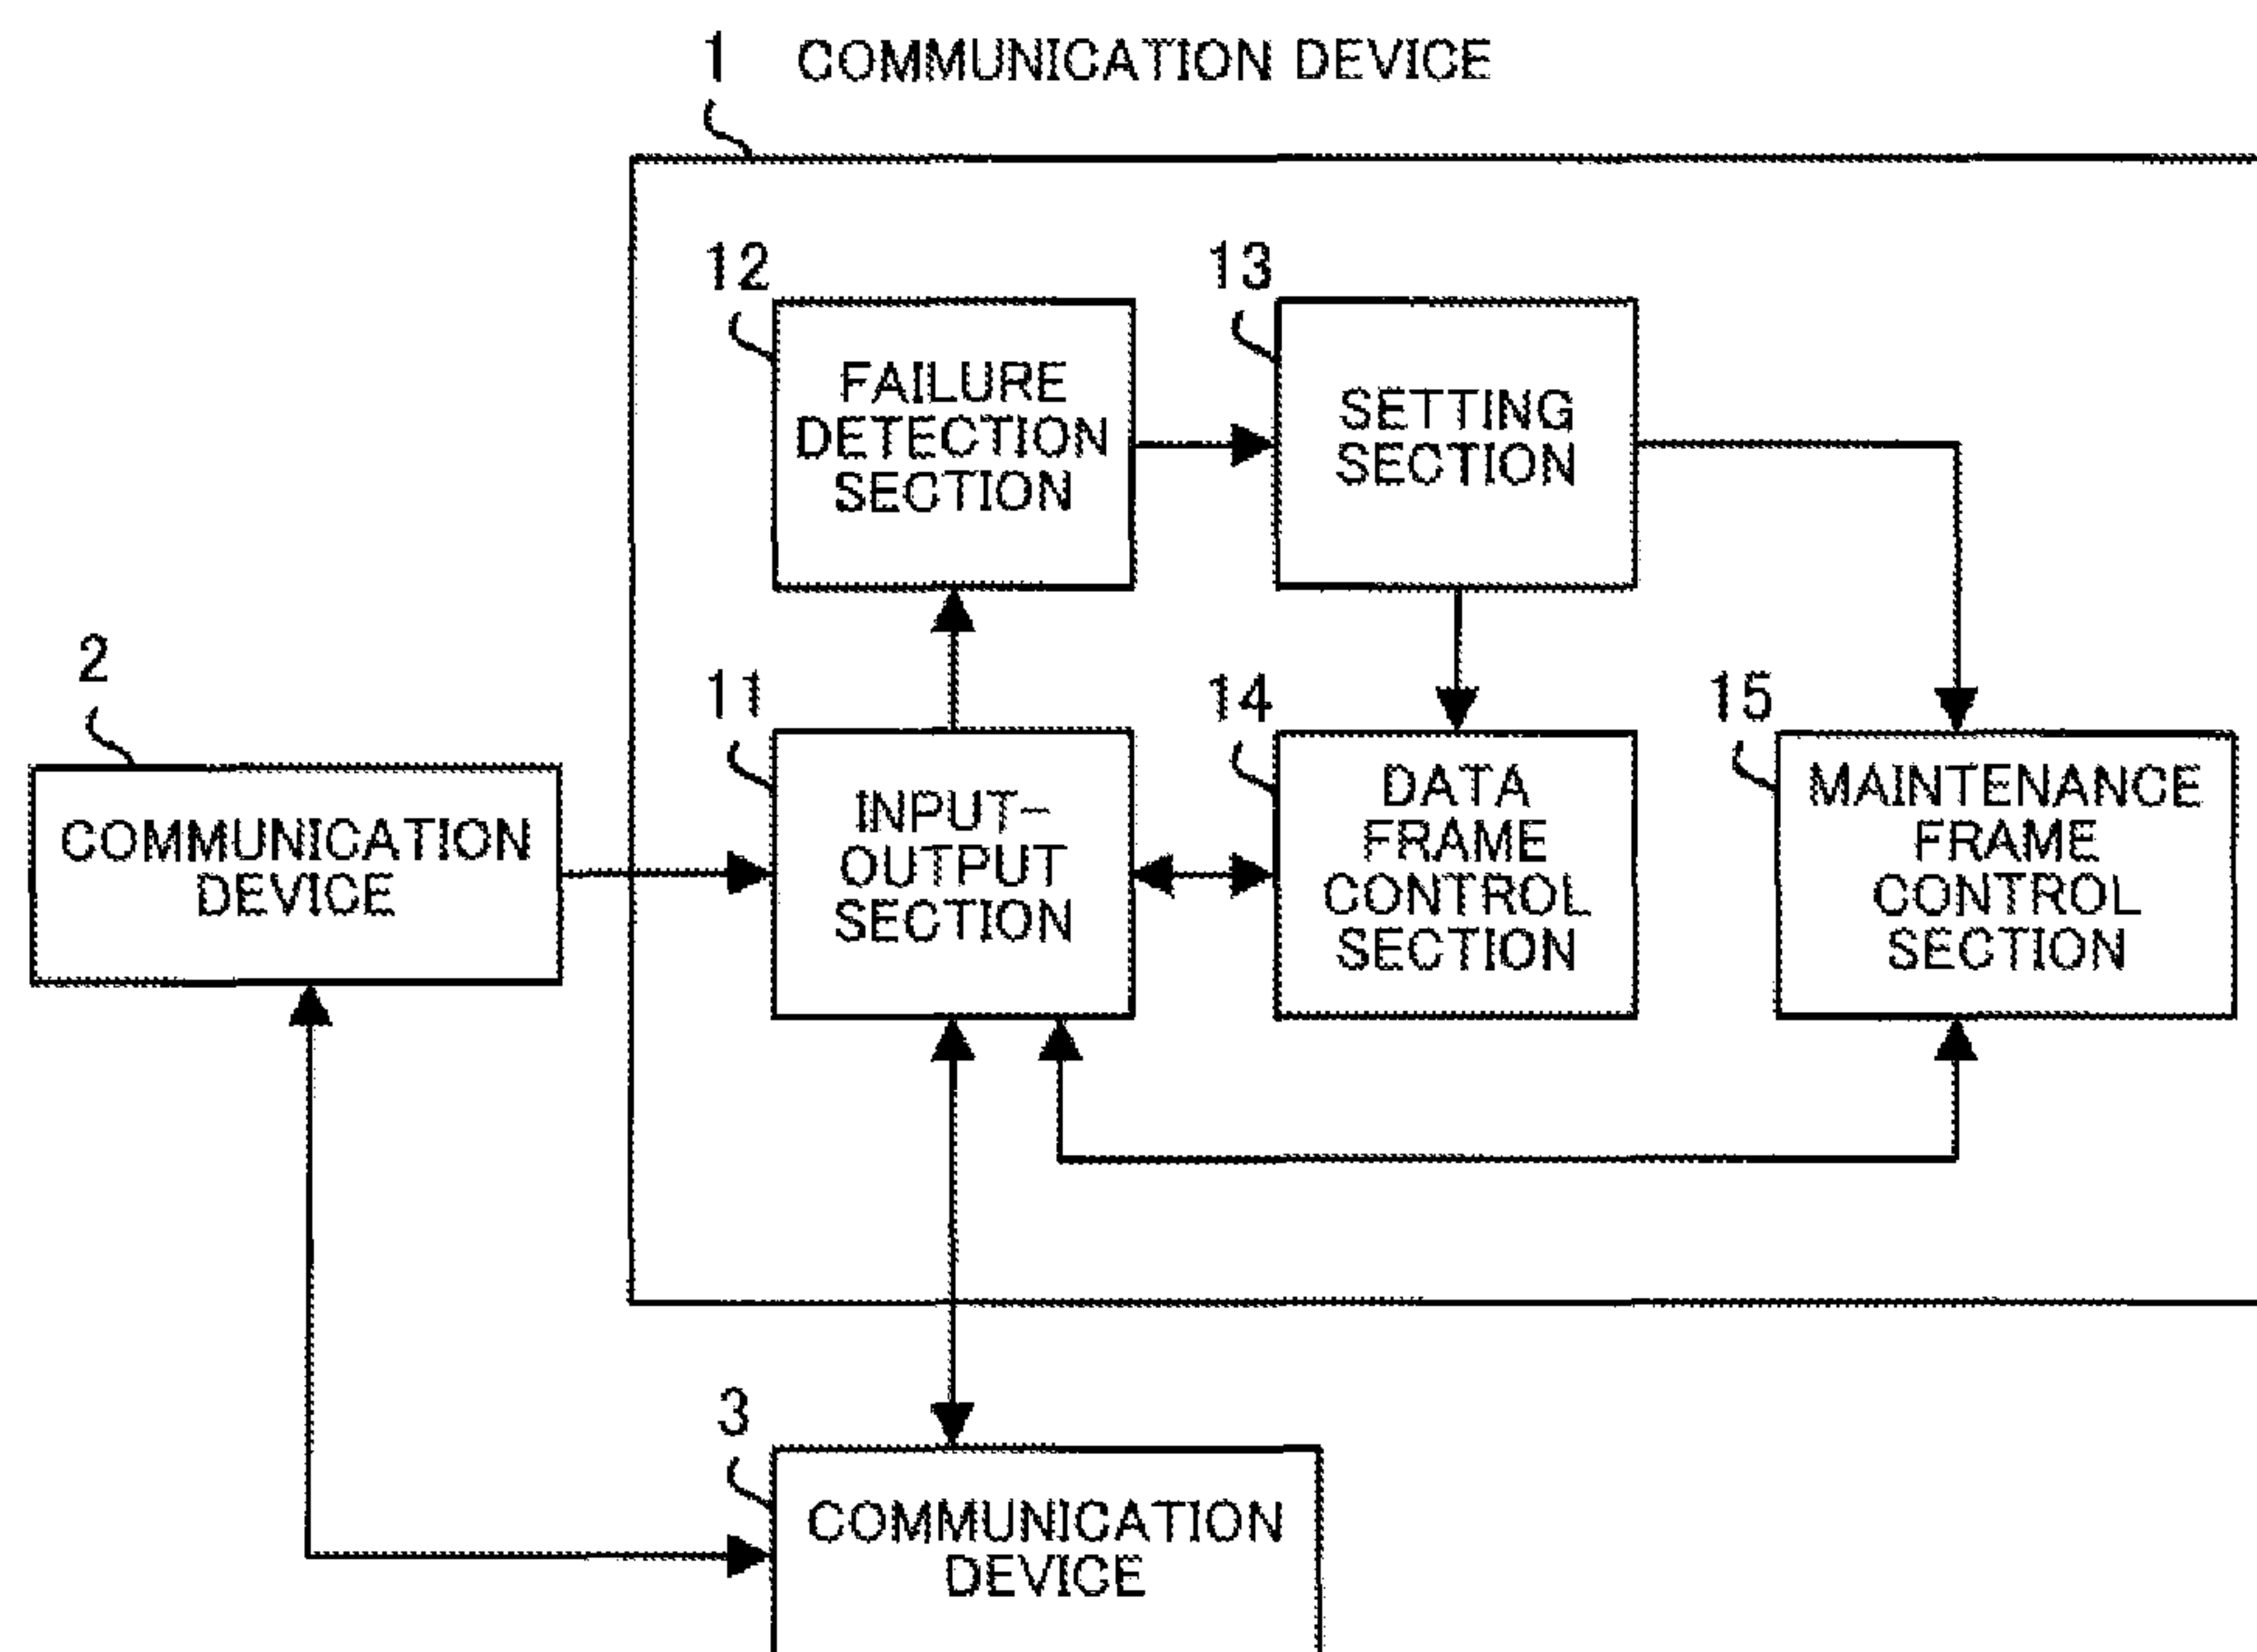 1 COMMUNICATION DEVICE
12
FAILURE
DETECTION
SECTION
13
SETTING
SECTION
2
COMMUNICATION
DEVICE
11
INPUT-
OUTPUT
SECTION
14
DATA
FRAME
CONTROL
SECTION
15
MAINTENANCE
FRAME
CONTROL
SECTION
3
COMMUNICATION
DEVICE